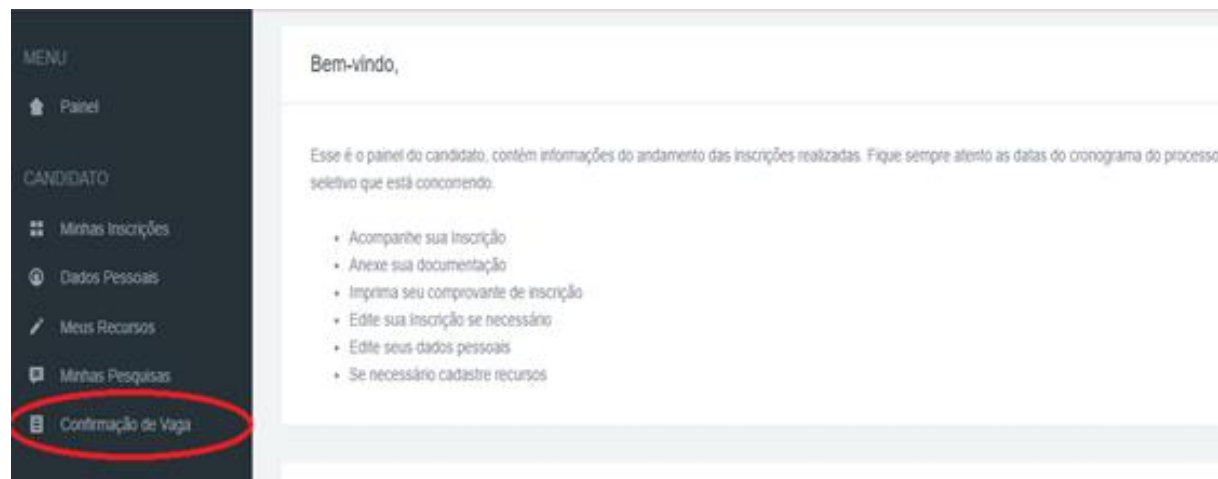 MENU
Painel
CANDIDATO
Minhas Inscrições
Dados Pessoais
Meus Recursos
Minhas Pesquisas
Confirmação de Vaga
Bem-vindo,
Esse é o painel do candidato, contém informações do andamento das inscrições realizadas. Fique sempre atento as datas do cronograma do processo
seletivo que está concorrendo.
• Acompanhe sua Inscrição
• Anexe sua documentação
• Imprima seu comprovante de inscrição
• Edite sua Inscrição se necessário
• Edite seus dados pessoais
• Se necessário cadastre recursos